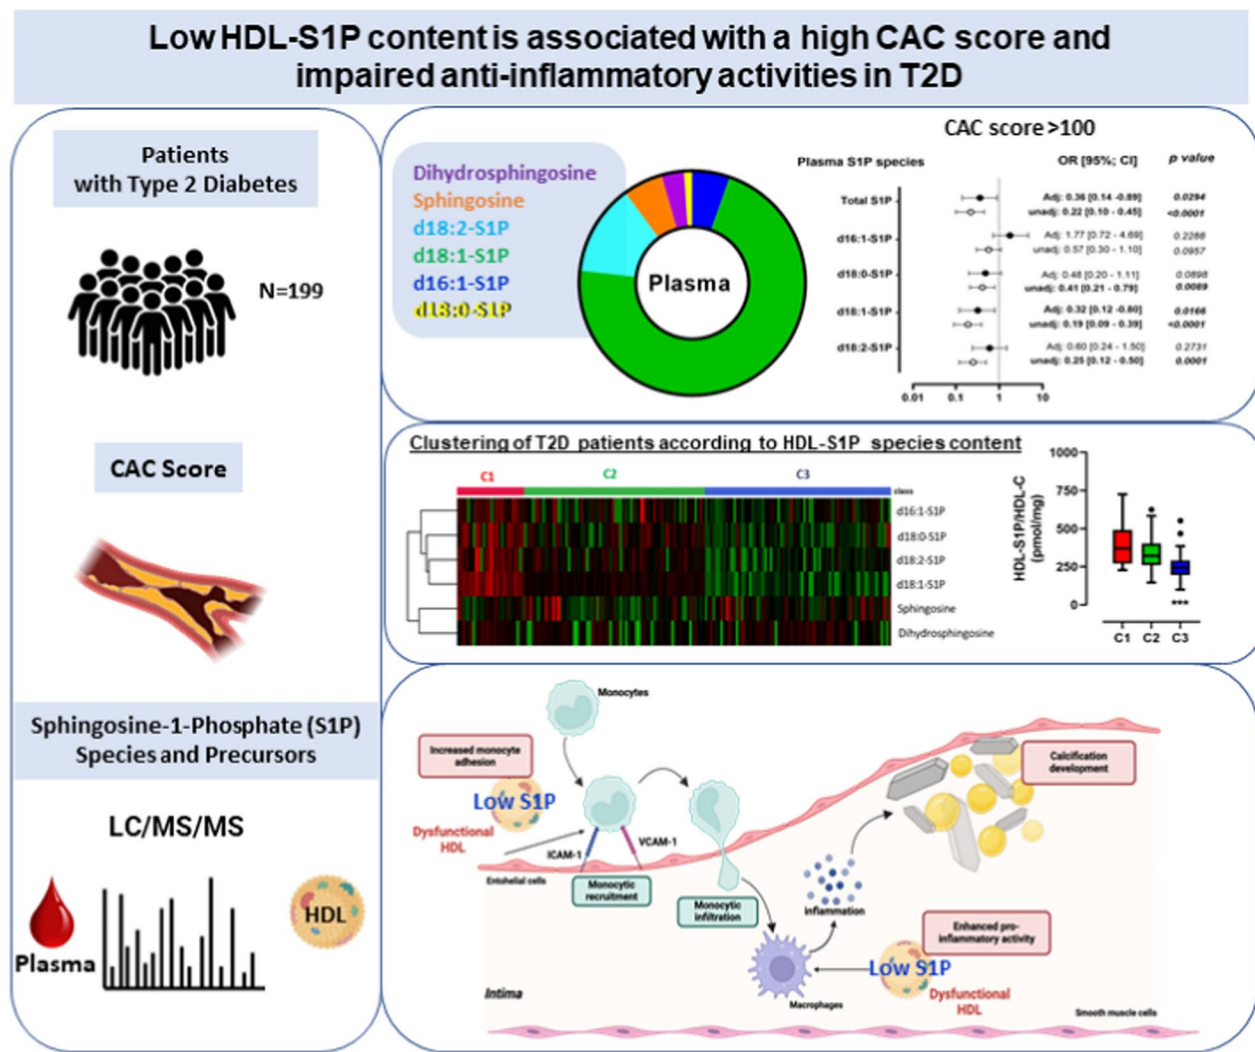 Low HDL-S1P content is associated with a high CAC score and
impaired anti-inflammatory activities in T2D
Patients
with Type 2 Diabetes
N=199
CAC Score
Sphingosine-1-Phosphate (S1P)
Species and Precursors
LC/MS/MS
Plasma
HDL
Dihydrosphingosine
Sphingosine
d18:2-S1P
d18:1-S1P
d16:1-S1P
d18:0-S1P
Plasma
CAC score >100
Plasma S1P species OR [95%; CI] p value
Total S1P Adj: 0.36 [0.14 -0.89] 0.0294
unadj: 0.22 [0.10 - 0.45] <0.0001
d16:1-S1P Adj: 1.77 [0.72 - 4.69] 0.2288
unadj: 0.57 [0.30 - 1.10] 0.0957
d18:0-S1P Adj: 0.48 [0.20 - 1.11] 0.0898
unadj: 0.41 [0.21 - 0.79] 0.0089
d18:1-S1P Adj: 0.32 [0.12 -0.80] 0.0166
unadj: 0.19 [0.09 - 0.39] <0.0001
d18:2-S1P Adj: 0.60 [0.24 - 1.50] 0.2731
unadj: 0.25 [0.12 - 0.50] 0.0001
0.01 0.1 1 10
Clustering of T2D patients according to HDL-S1P species content
C1 C2 C3
class
d16:1-S1P
d18:0-S1P
d18:2-S1P
d18:1-S1P
Sphingosine
Dihydrosphingosine
HDL-S1P/HDL-C
(pmol/mg)
1000
750
500
250
0
***
C1 C2 C3
Monocytes
Increased monocyte
adhesion
Low S1P
Dysfunctional
HDL
ICAM-1
VCAM-1
Entohelial cells
Monocytic
recruitment
Monocytic
infiltration
inflammation
Calcification
development
Enhanced pro-
inflammatory activity
Low S1P
Dysfunctional
HDL
Macrophages
Intima
Smooth muscle cells